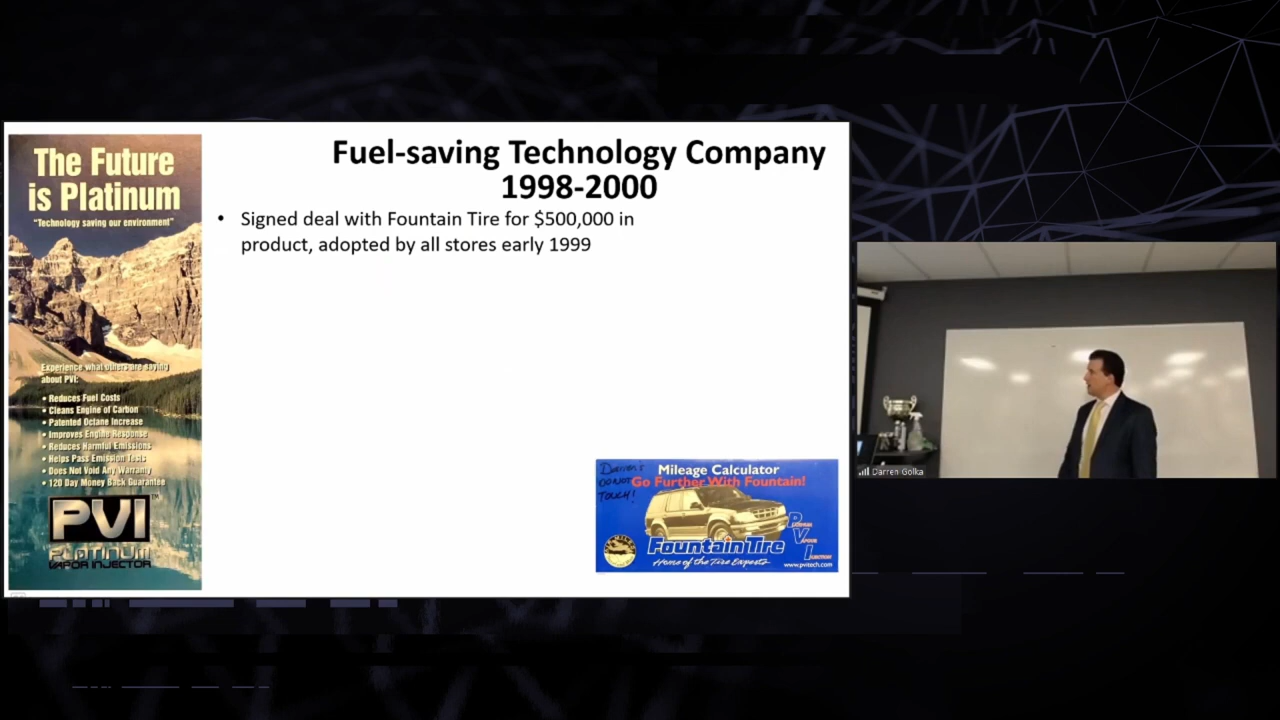 The Future
is Platinum
"Technology saving our environment"
Experience what others are saying
about PVI:
• Reduces Fuel Costs
• Cleans Engine of Carbon
• Patented Octane Increase
• Improves Engine Response
• Reduces Harmful Emissions
• Helps Pass Emission Tests
• Does Not Void Any Warranty
• 120 Day Money Back Guarantee
PVI™
PLATINUM
VAPOR INJECTOR
Fuel-saving Technology Company
1998-2000
• Signed deal with Fountain Tire for $500,000 in
product, adopted by all stores early 1999
Darren's
DO NOT
TOUCH!
Mileage Calculator
Go Further With Fountain!
Fountain Tire
Home of the Tire Experts
www.pvitech.com
Darren Golka